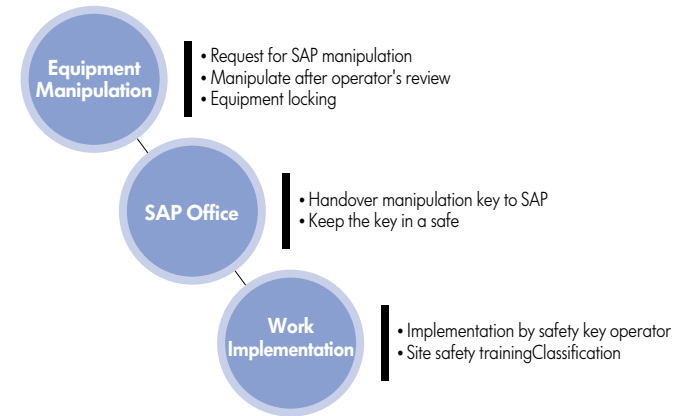 Equipment
Manipulation
• Request for SAP manipulation
• Manipulate after operator's review
• Equipment locking
SAP Office
• Handover manipulation key to SAP
• Keep the key in a safe
Work
Implementation
• Implementation by safety key operator
• Site safety trainingClassification